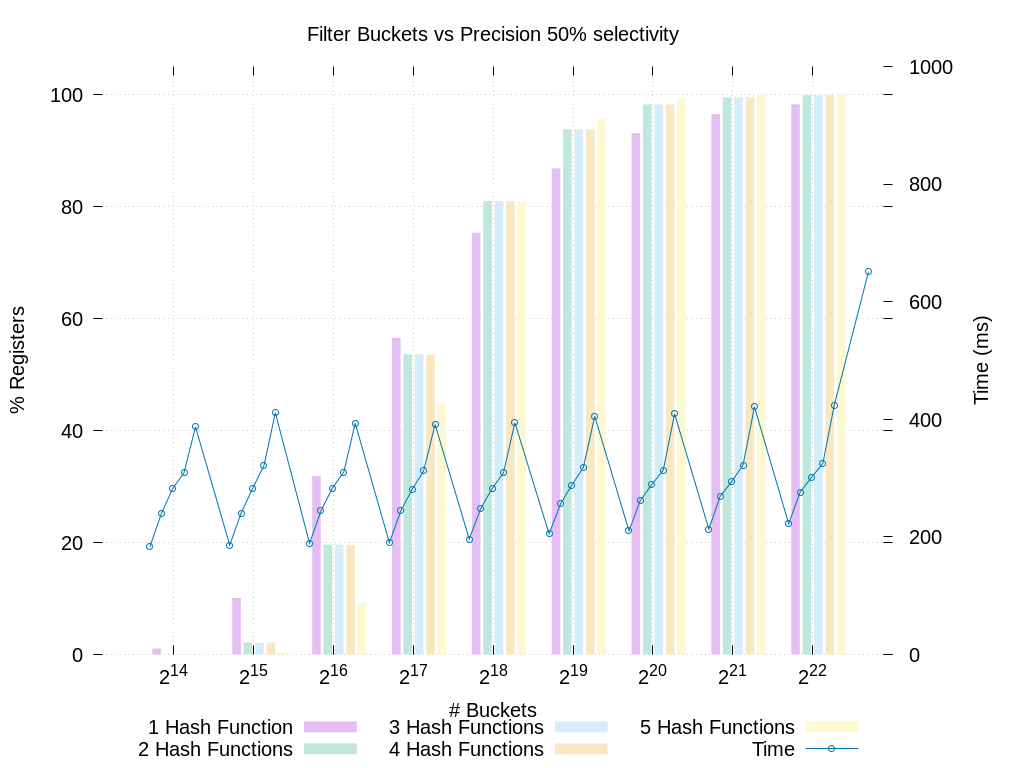 Filter Buckets vs Precision 50% selectivity
1000
100
800
80
600
60
% Registers
Time (ms)
400
40
200
20
0
0
2^14 2^15 2^16 2^17 2^18 2^19 2^20 2^21 2^22
# Buckets
1 Hash Function 3 Hash Functions 5 Hash Functions
2 Hash Functions 4 Hash Functions Time